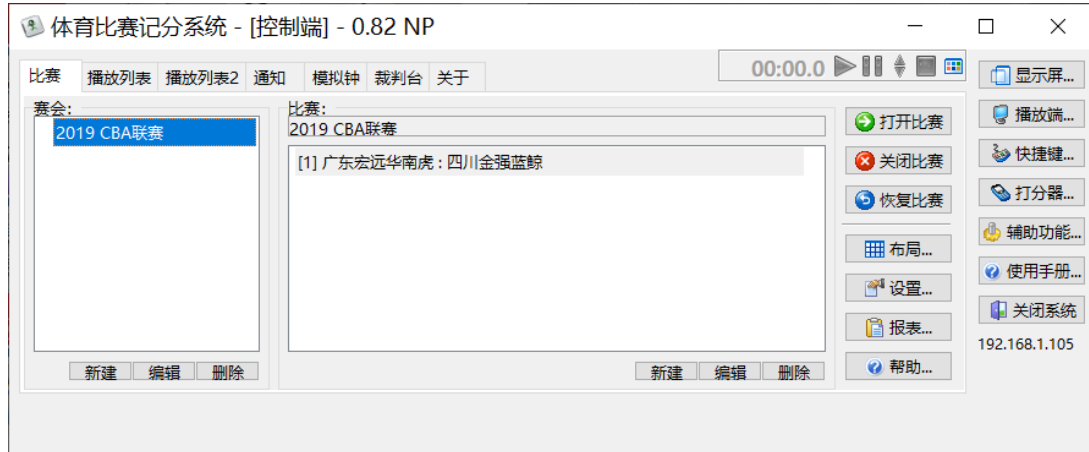 体育比赛记分系统 - [控制端] - 0.82 NP
比赛 播放列表 播放列表2 通知 模拟钟 裁判台 关于
00:00.0
赛会:
2019 CBA联赛
新建 编辑 删除
比赛:
2019 CBA联赛
[1] 广东宏远华南虎 : 四川金强蓝鲸
新建 编辑 删除
打开比赛
关闭比赛
恢复比赛
布局...
设置...
报表...
帮助...
显示屏...
播放端...
快捷键...
打分器...
辅助功能...
使用手册...
关闭系统
192.168.1.105